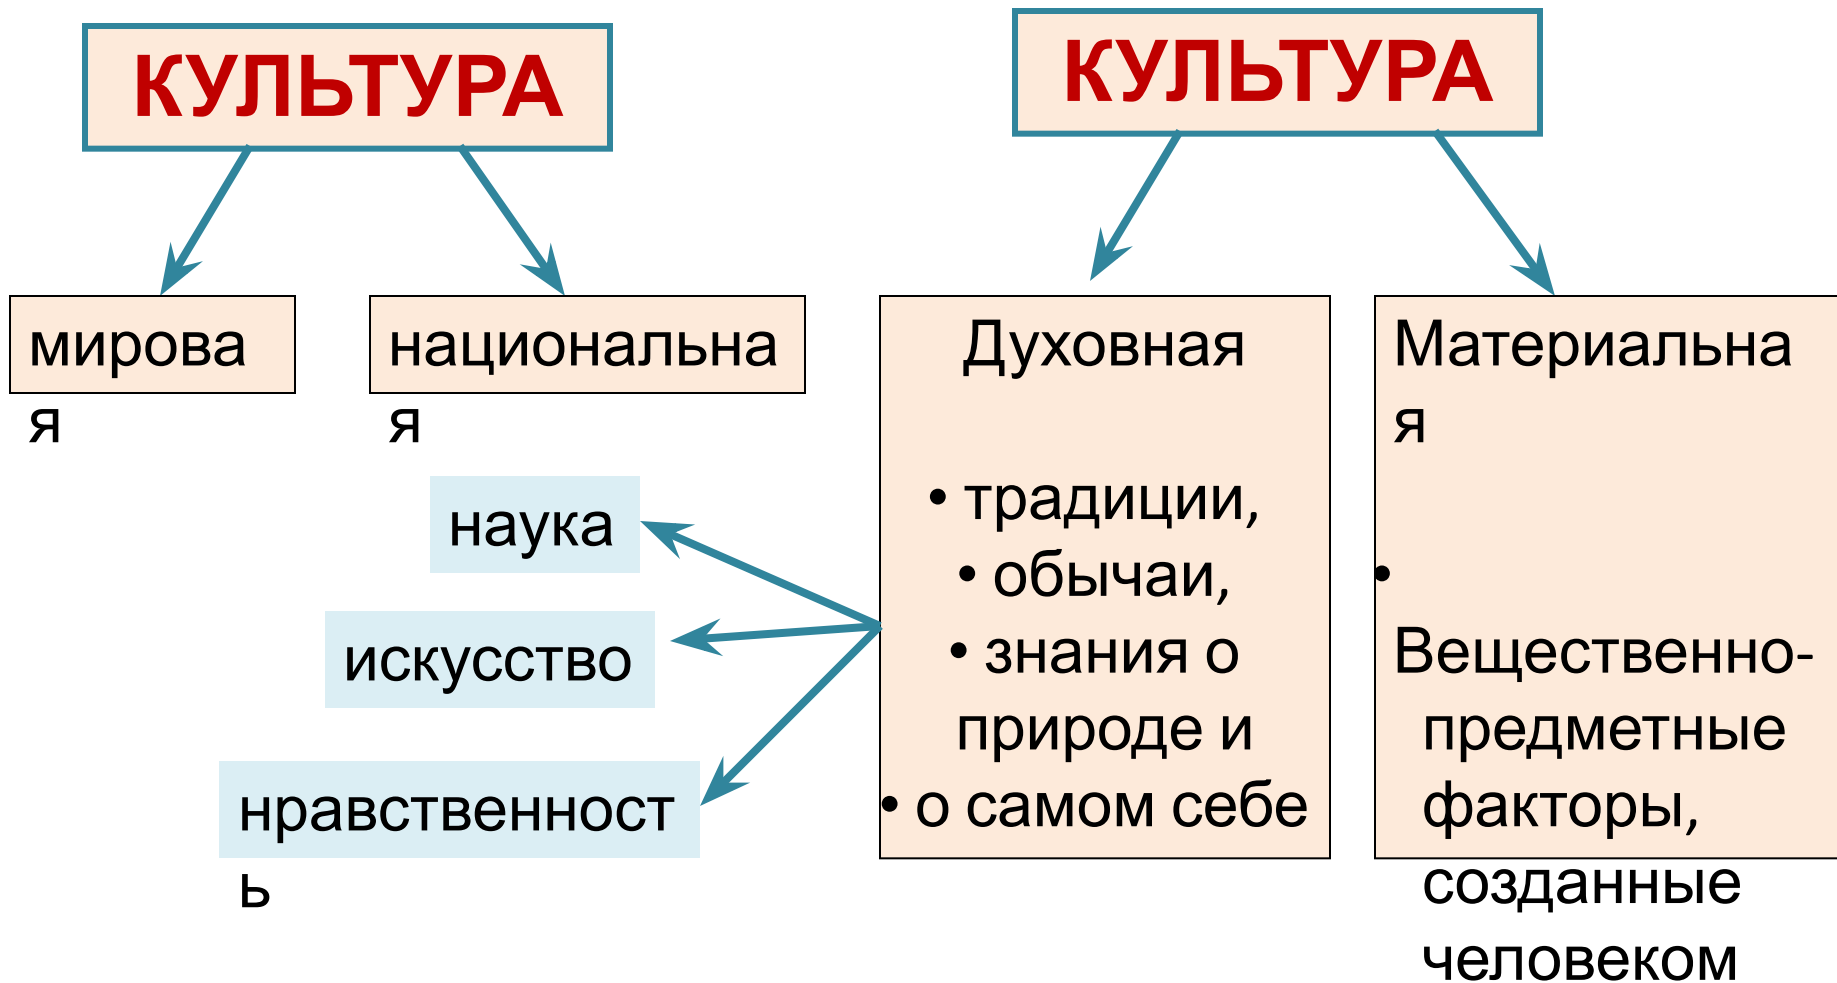 КУЛЬТУРА
мирова
я
национальна
я
КУЛЬТУРА
Духовная
• традиции,
• обычаи,
• знания о
природе и
• о самом себе
Материальна
я
•
Вещественно-
предметные
факторы,
созданные
человеком
наука
искусство
нравственност
ь